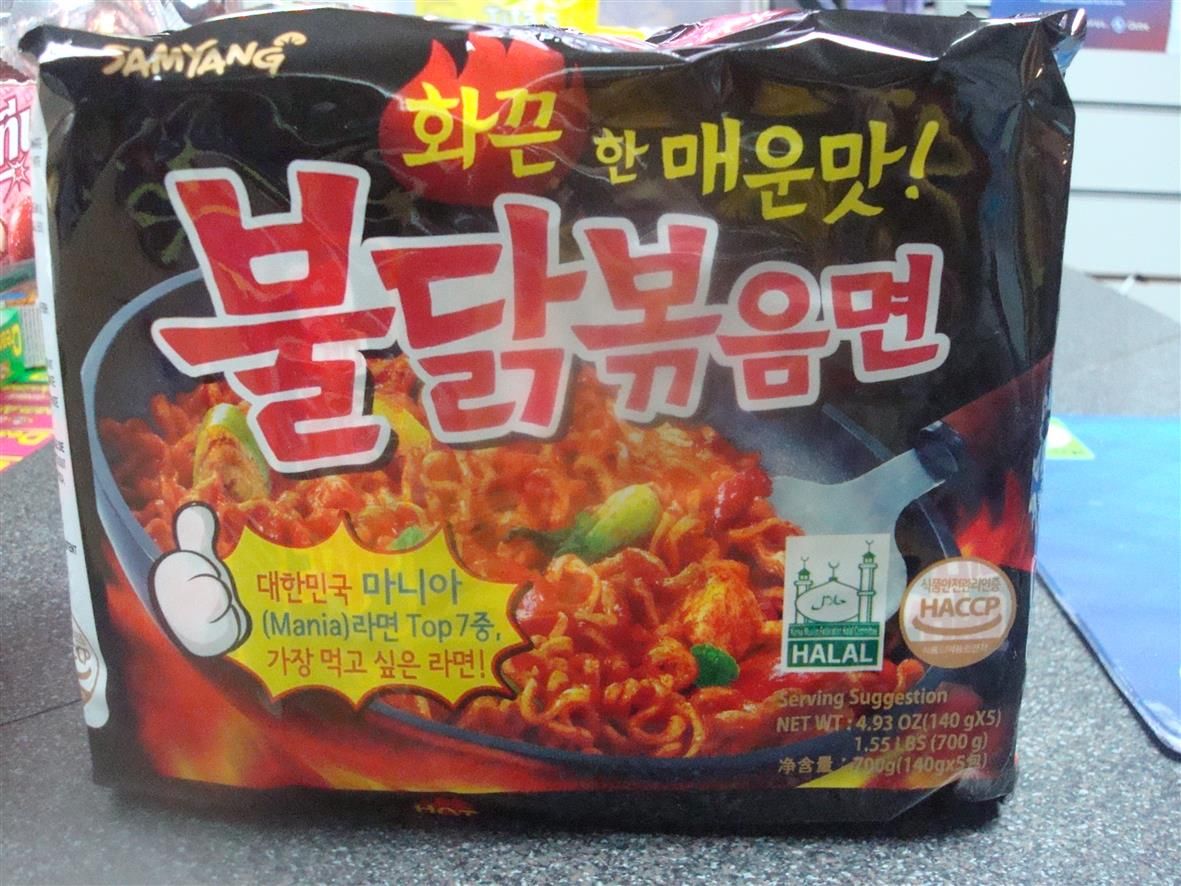 SAMYANG
화끈한 매운맛!
불닭볶음면
대한민국 마니아
(Mania)라면 Top 7중,
가장 먹고 싶은 라면!
HALAL
식품안전관리인증
HACCP
Serving Suggestion
NET WT : 4.93 OZ(140 gX5)
1.55 LBS (700 g)
净含量 : 700g(140gx5包)
HOT